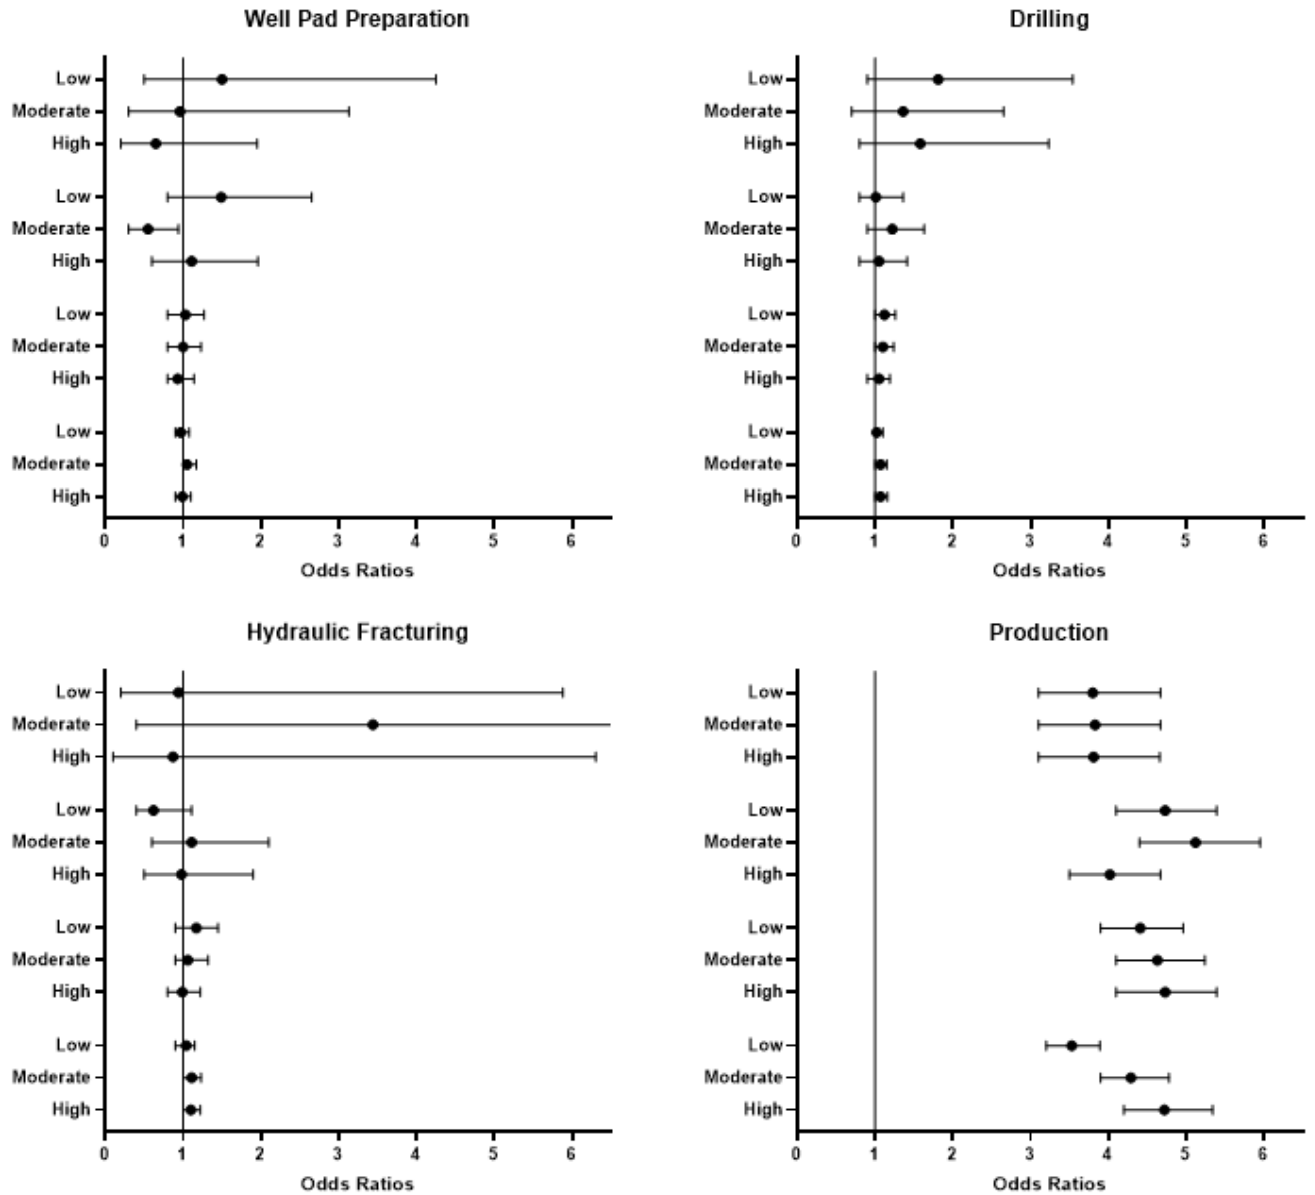 Well Pad Preparation
Low
Moderate
High
Low
Moderate
High
Low
Moderate
High
Low
Moderate
High
0 1 2 3 4 5 6
Odds Ratios
Drilling
Low
Moderate
High
Low
Moderate
High
Low
Moderate
High
Low
Moderate
High
0 1 2 3 4 5 6
Odds Ratios
Hydraulic Fracturing
Low
Moderate
High
Low
Moderate
High
Low
Moderate
High
Low
Moderate
High
0 1 2 3 4 5 6
Odds Ratios
Production
Low
Moderate
High
Low
Moderate
High
Low
Moderate
High
Low
Moderate
High
0 1 2 3 4 5 6
Odds Ratios